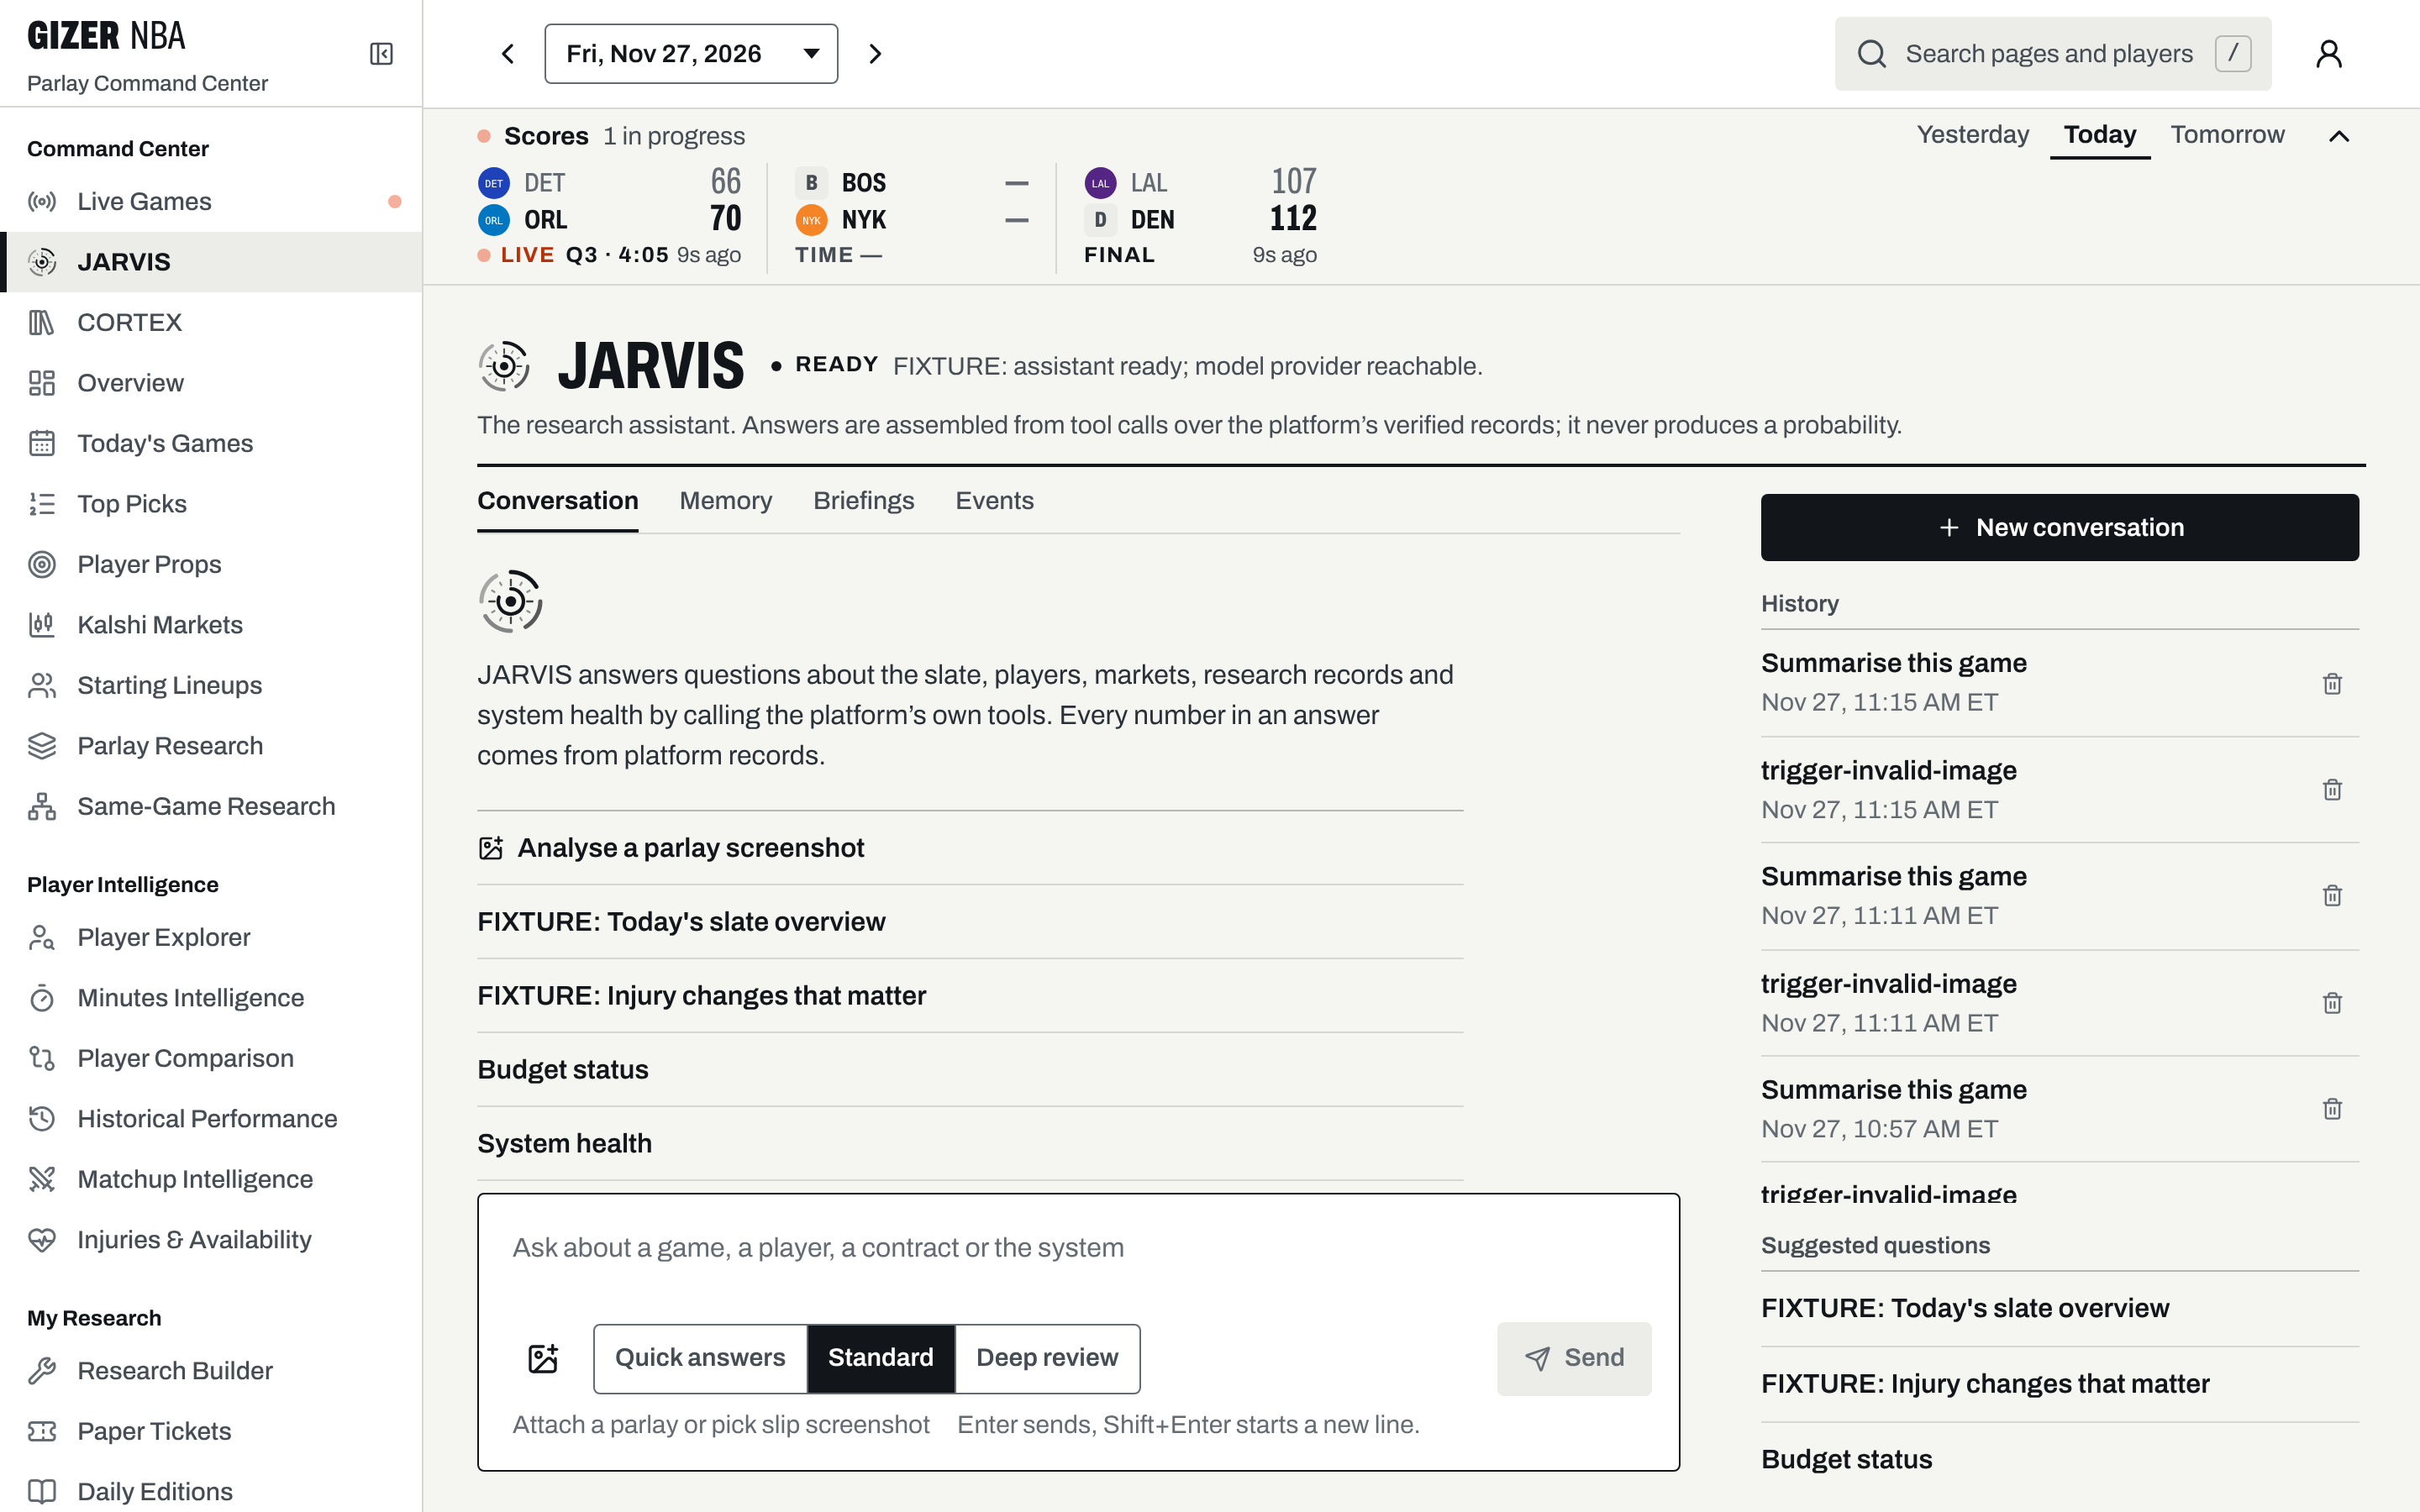 GIZER NBA
Parlay Command Center
Command Center
Live Games
JARVIS
CORTEX
Overview
Today's Games
Top Picks
Player Props
Kalshi Markets
Starting Lineups
Parlay Research
Same-Game Research
Player Intelligence
Player Explorer
Minutes Intelligence
Player Comparison
Historical Performance
Matchup Intelligence
Injuries & Availability
My Research
Research Builder
Paper Tickets
Daily Editions
Fri, Nov 27, 2026
Search pages and players /
Scores 1 in progress
Yesterday Today Tomorrow
DET DET 66
ORL ORL 70
LIVE Q3 · 4:05 9s ago
B BOS —
NYK NYK —
TIME —
LAL LAL 107
D DEN 112
FINAL 9s ago
JARVIS • READY FIXTURE: assistant ready; model provider reachable.
The research assistant. Answers are assembled from tool calls over the platform’s verified records; it never produces a probability.
Conversation Memory Briefings Events
JARVIS answers questions about the slate, players, markets, research records and
system health by calling the platform’s own tools. Every number in an answer
comes from platform records.
Analyse a parlay screenshot
FIXTURE: Today's slate overview
FIXTURE: Injury changes that matter
Budget status
System health
Ask about a game, a player, a contract or the system
Quick answers Standard Deep review
Send
Attach a parlay or pick slip screenshot Enter sends, Shift+Enter starts a new line.
+ New conversation
History
Summarise this game
Nov 27, 11:15 AM ET
trigger-invalid-image
Nov 27, 11:15 AM ET
Summarise this game
Nov 27, 11:11 AM ET
trigger-invalid-image
Nov 27, 11:11 AM ET
Summarise this game
Nov 27, 10:57 AM ET
trigger-invalid-image
Suggested questions
FIXTURE: Today's slate overview
FIXTURE: Injury changes that matter
Budget status